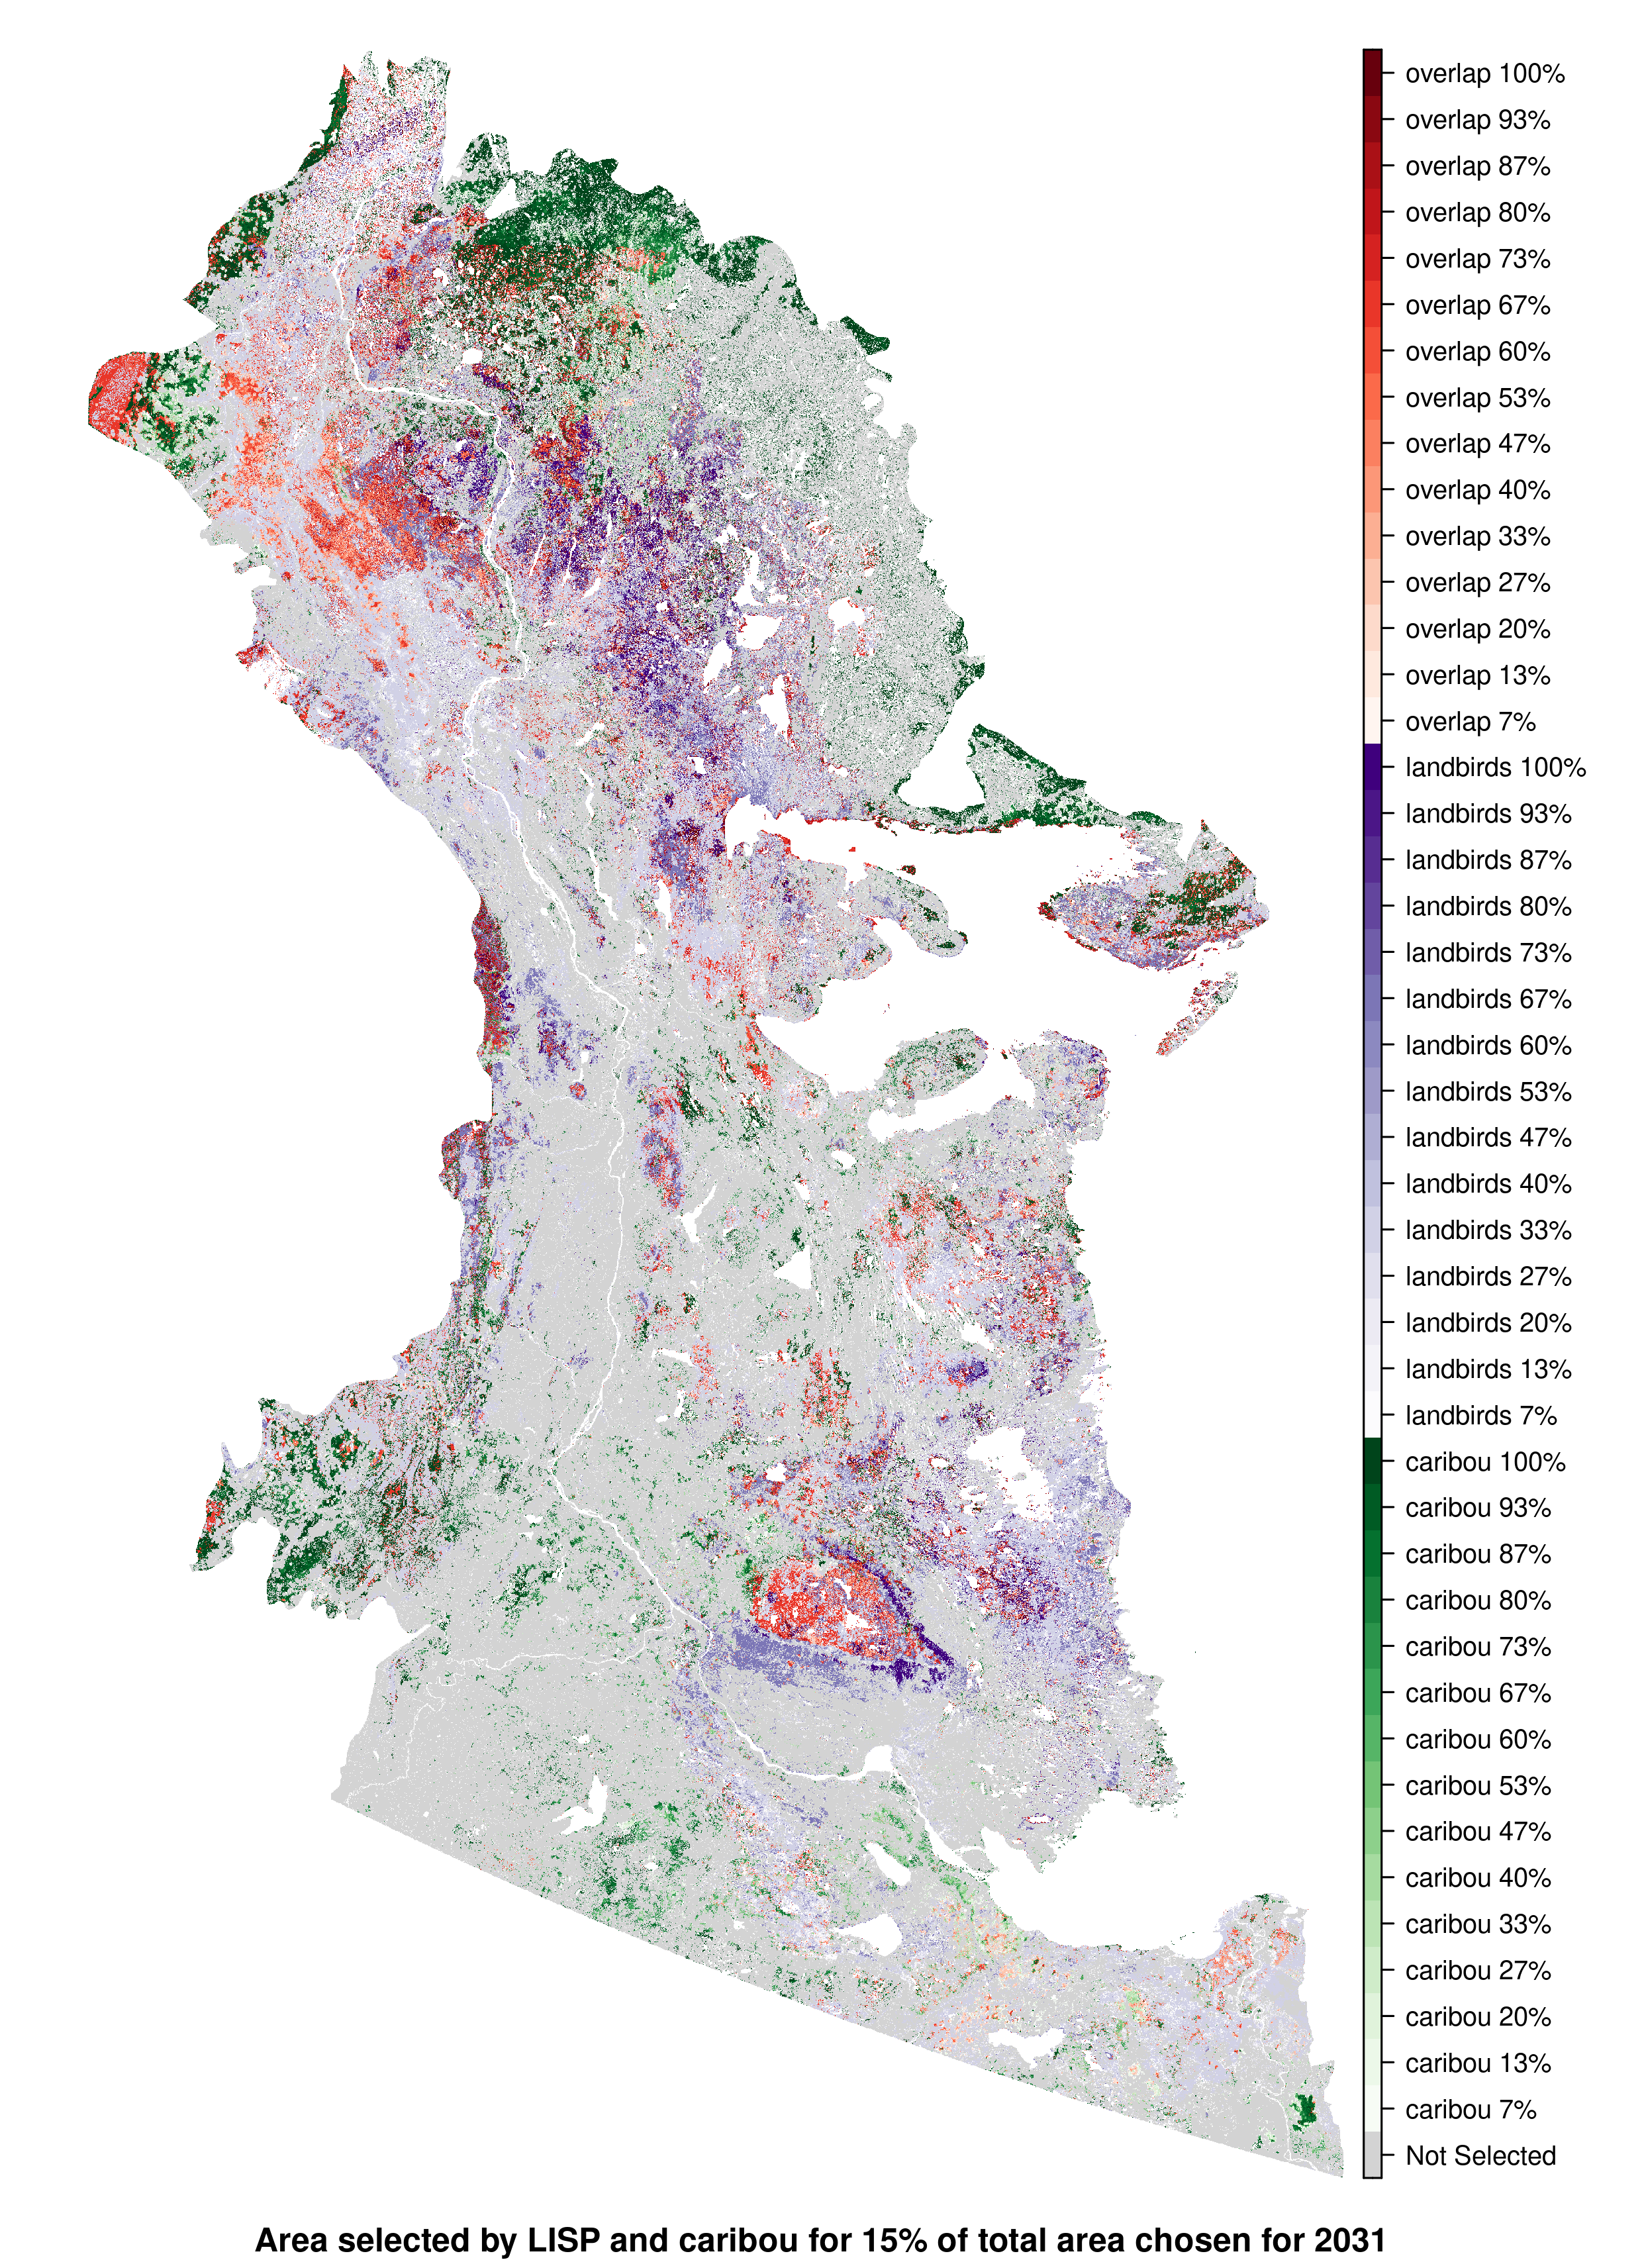 overlap 100%
overlap 93%
overlap 87%
overlap 80%
overlap 73%
overlap 67%
overlap 60%
overlap 53%
overlap 47%
overlap 40%
overlap 33%
overlap 27%
overlap 20%
overlap 13%
overlap 7%
landbirds 100%
landbirds 93%
landbirds 87%
landbirds 80%
landbirds 73%
landbirds 67%
landbirds 60%
landbirds 53%
landbirds 47%
landbirds 40%
landbirds 33%
landbirds 27%
landbirds 20%
landbirds 13%
landbirds 7%
caribou 100%
caribou 93%
caribou 87%
caribou 80%
caribou 73%
caribou 67%
caribou 60%
caribou 53%
caribou 47%
caribou 40%
caribou 33%
caribou 27%
caribou 20%
caribou 13%
caribou 7%
Not Selected
Area selected by LISP and caribou for 15% of total area chosen for 2031